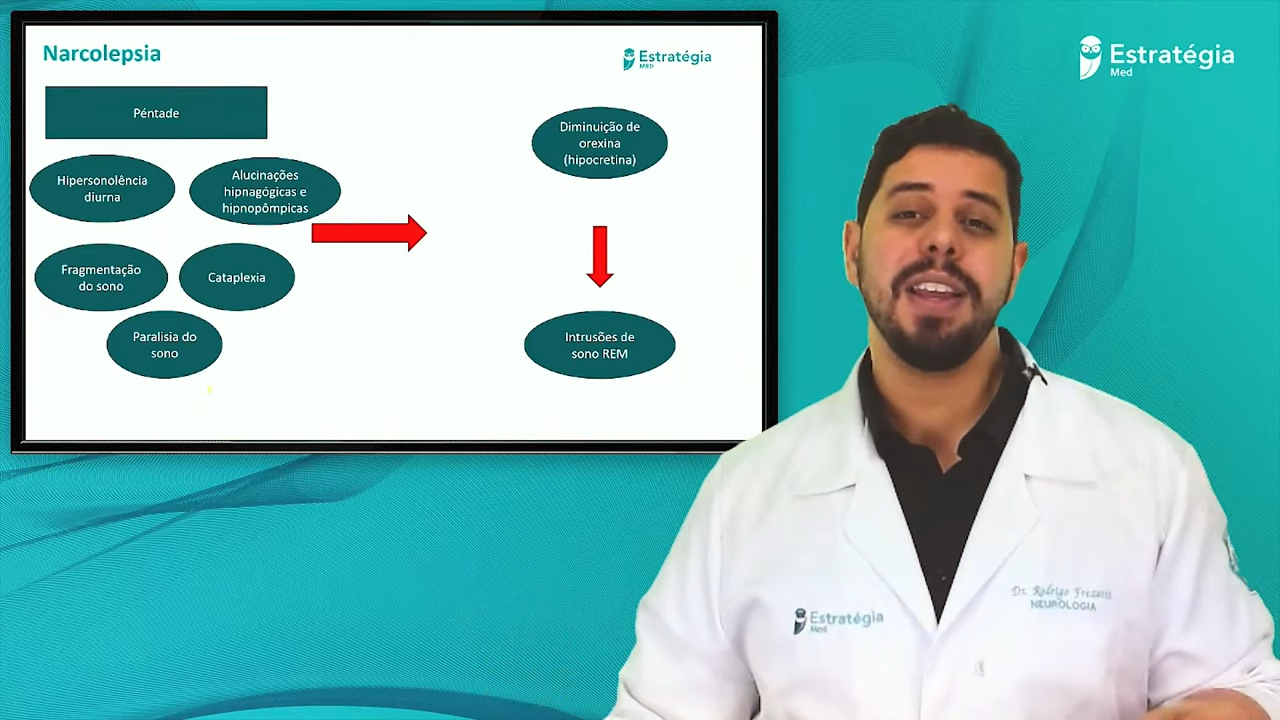 Narcolepsia
Estratégia
MED
Péntade
Hipersonolência
diurna
Alucinações
hipnagógicas e
hipnopômpicas
Fragmentação
do sono
Cataplexia
Paralisia do
sono
Diminuição de
orexina
(hipocretina)
Intrusões de
sono REM
Estratégia
Med
Estratégia
Med
Dr. Rodrigo
NEUROLOGIA